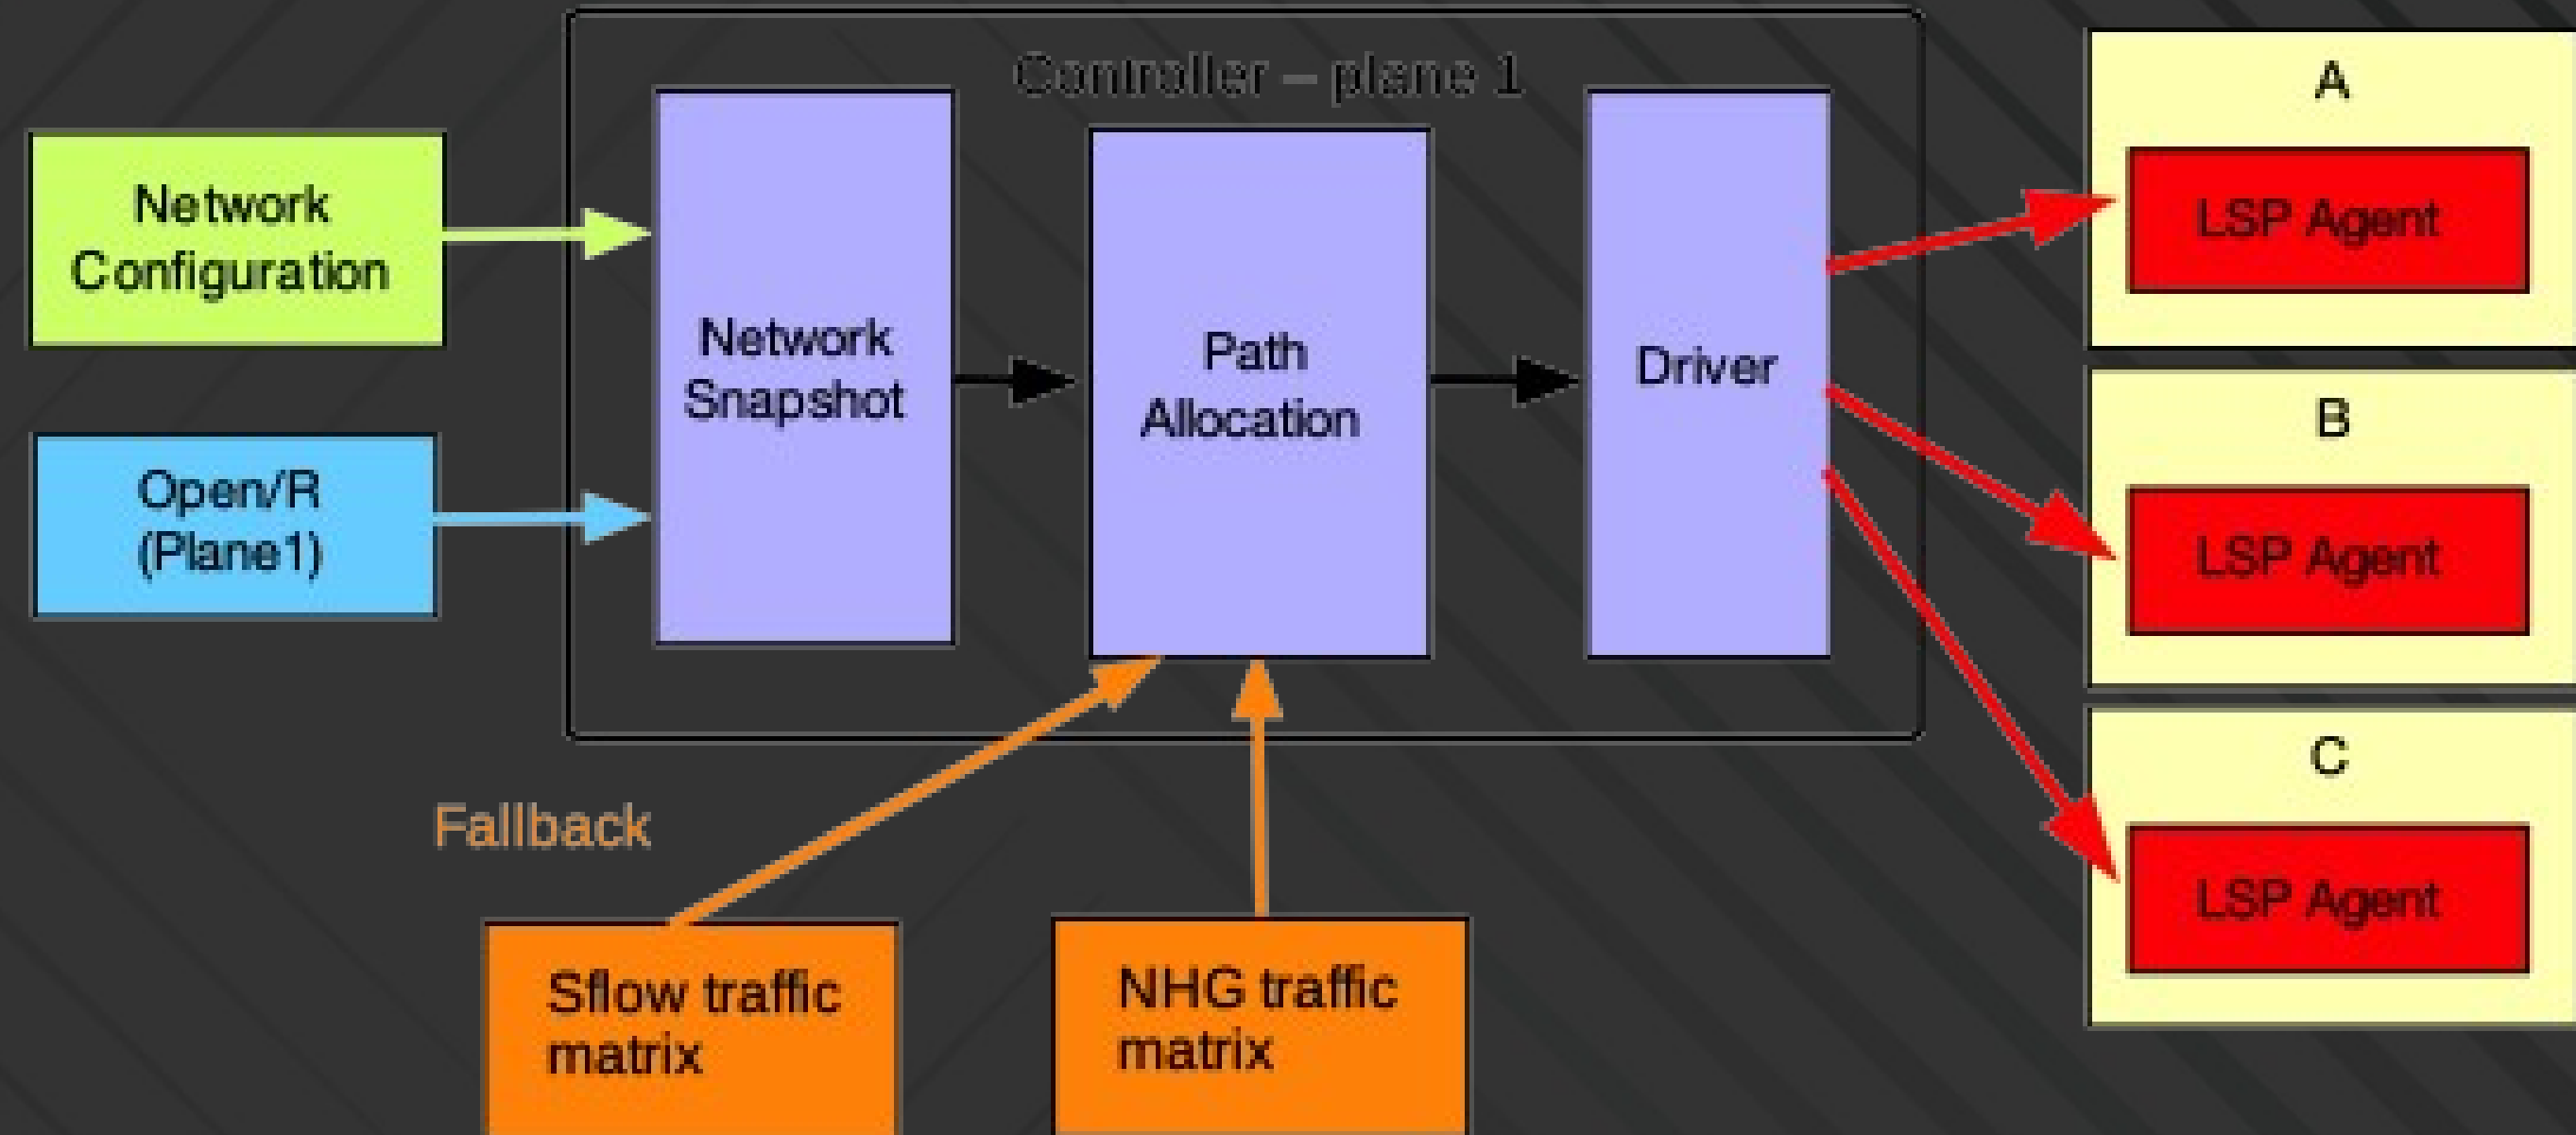 Controller – plane 1
Network
Configuration
Open/R
(Plane1)
Network
Snapshot
Path
Allocation
Driver
A
LSP Agent
B
LSP Agent
C
LSP Agent
Fallback
Sflow traffic
matrix
NHG traffic
matrix